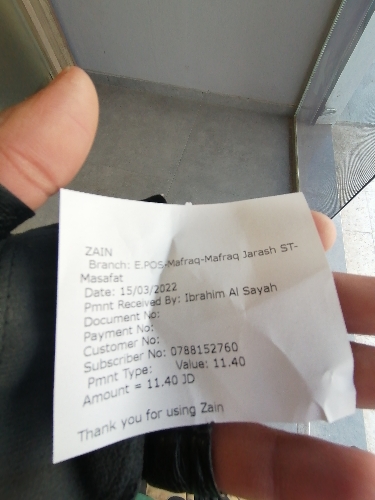 ZAIN
Branch: E.POS-Mafraq-Mafraq Jarash ST-
Masafat
Date: 15/03/2022
Pmnt Received By: Ibrahim Al Sayah
Document No:
Payment No:
Customer No:
Subscriber No: 0788152760
Pmnt Type: Value: 11.40
Amount = 11.40 JD
Thank you for using Zain